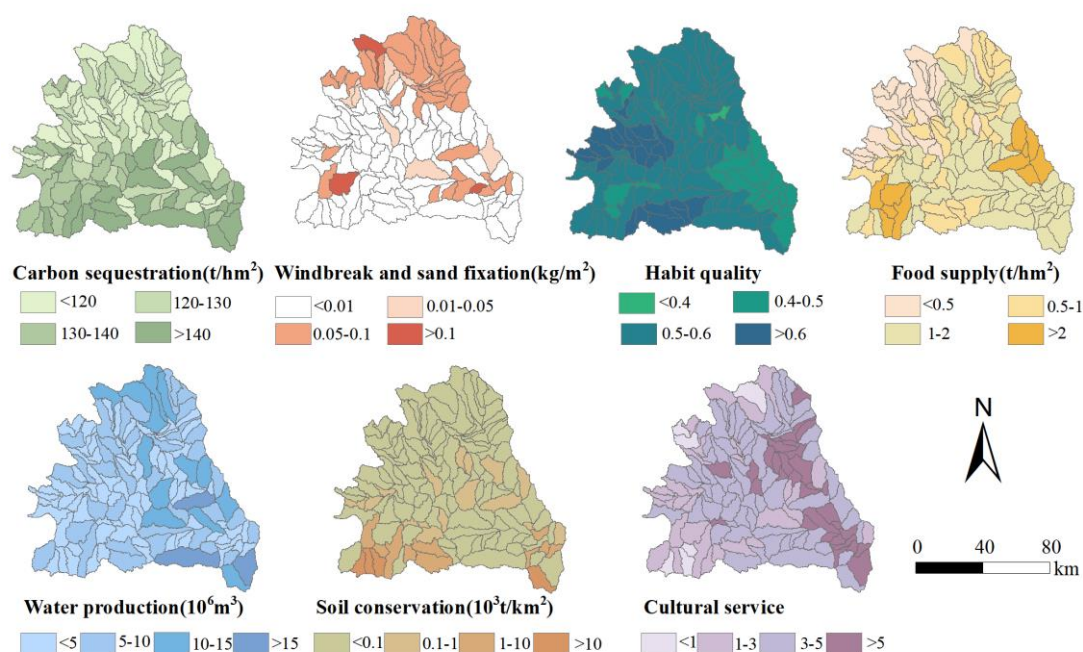 Carbon sequestration(t/hm²) Windbreak and sand fixation(kg/m²) Habit quality Food supply(t/hm²)
<120 120-130 <0.01 0.01-0.05 <0.4 0.4-0.5 <0.5 0.5-1
130-140 >140 0.05-0.1 >0.1 0.5-0.6 >0.6 1-2 >2
N
0 40 80
km
Water production(10⁶m³) Soil conservation(10³t/km²) Cultural service
<5 5-10 10-15 >15 <0.1 0.1-1 1-10 >10 <1 1-3 3-5 >5